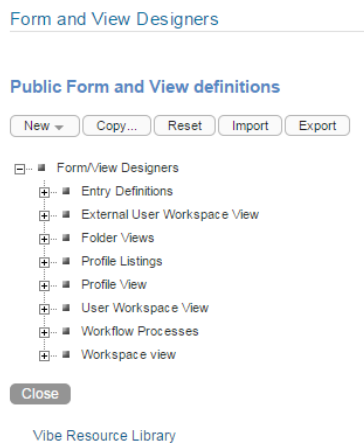 Form and View Designers
Public Form and View definitions
New Copy... Reset Import Export
Form/View Designers
Entry Definitions
External User Workspace View
Folder Views
Profile Listings
Profile View
User Workspace View
Workflow Processes
Workspace view
Close
Vibe Resource Library